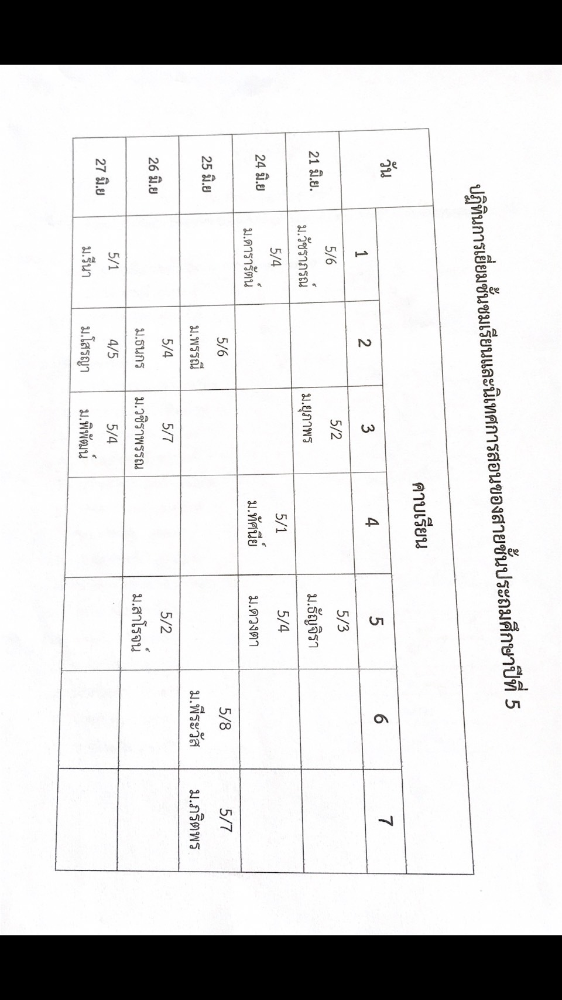 ปฏิทินการเยี่ยมชั้นชมเรียนและนิเทศการสอนของสายชั้นประถมศึกษาปีที่ 5
วัน
คาบเรียน
1 2 3 4 5 6 7
21 มิ.ย.
5/6
ม.วัชราภรณ์
5/2
ม.ยุภาพร
5/3
ม.ธัญจิรา
24 มิ.ย
5/4
ม.ดารารัตน์
5/1
ม.ทัศนีย์
5/4
ม.ดวงตา
25 มิ.ย
5/6
ม.พรรณี
5/8
ม.พีระวัส
5/7
ม.ภริตพร
26 มิ.ย
5/4
ม.ธนกร
5/7
ม.วชิราพรรณ
5/2
ม.สาโรจน์
27 มิ.ย
5/1
ม.รีนา
4/5
ม.โสรญา
5/4
ม.พิพัฒน์